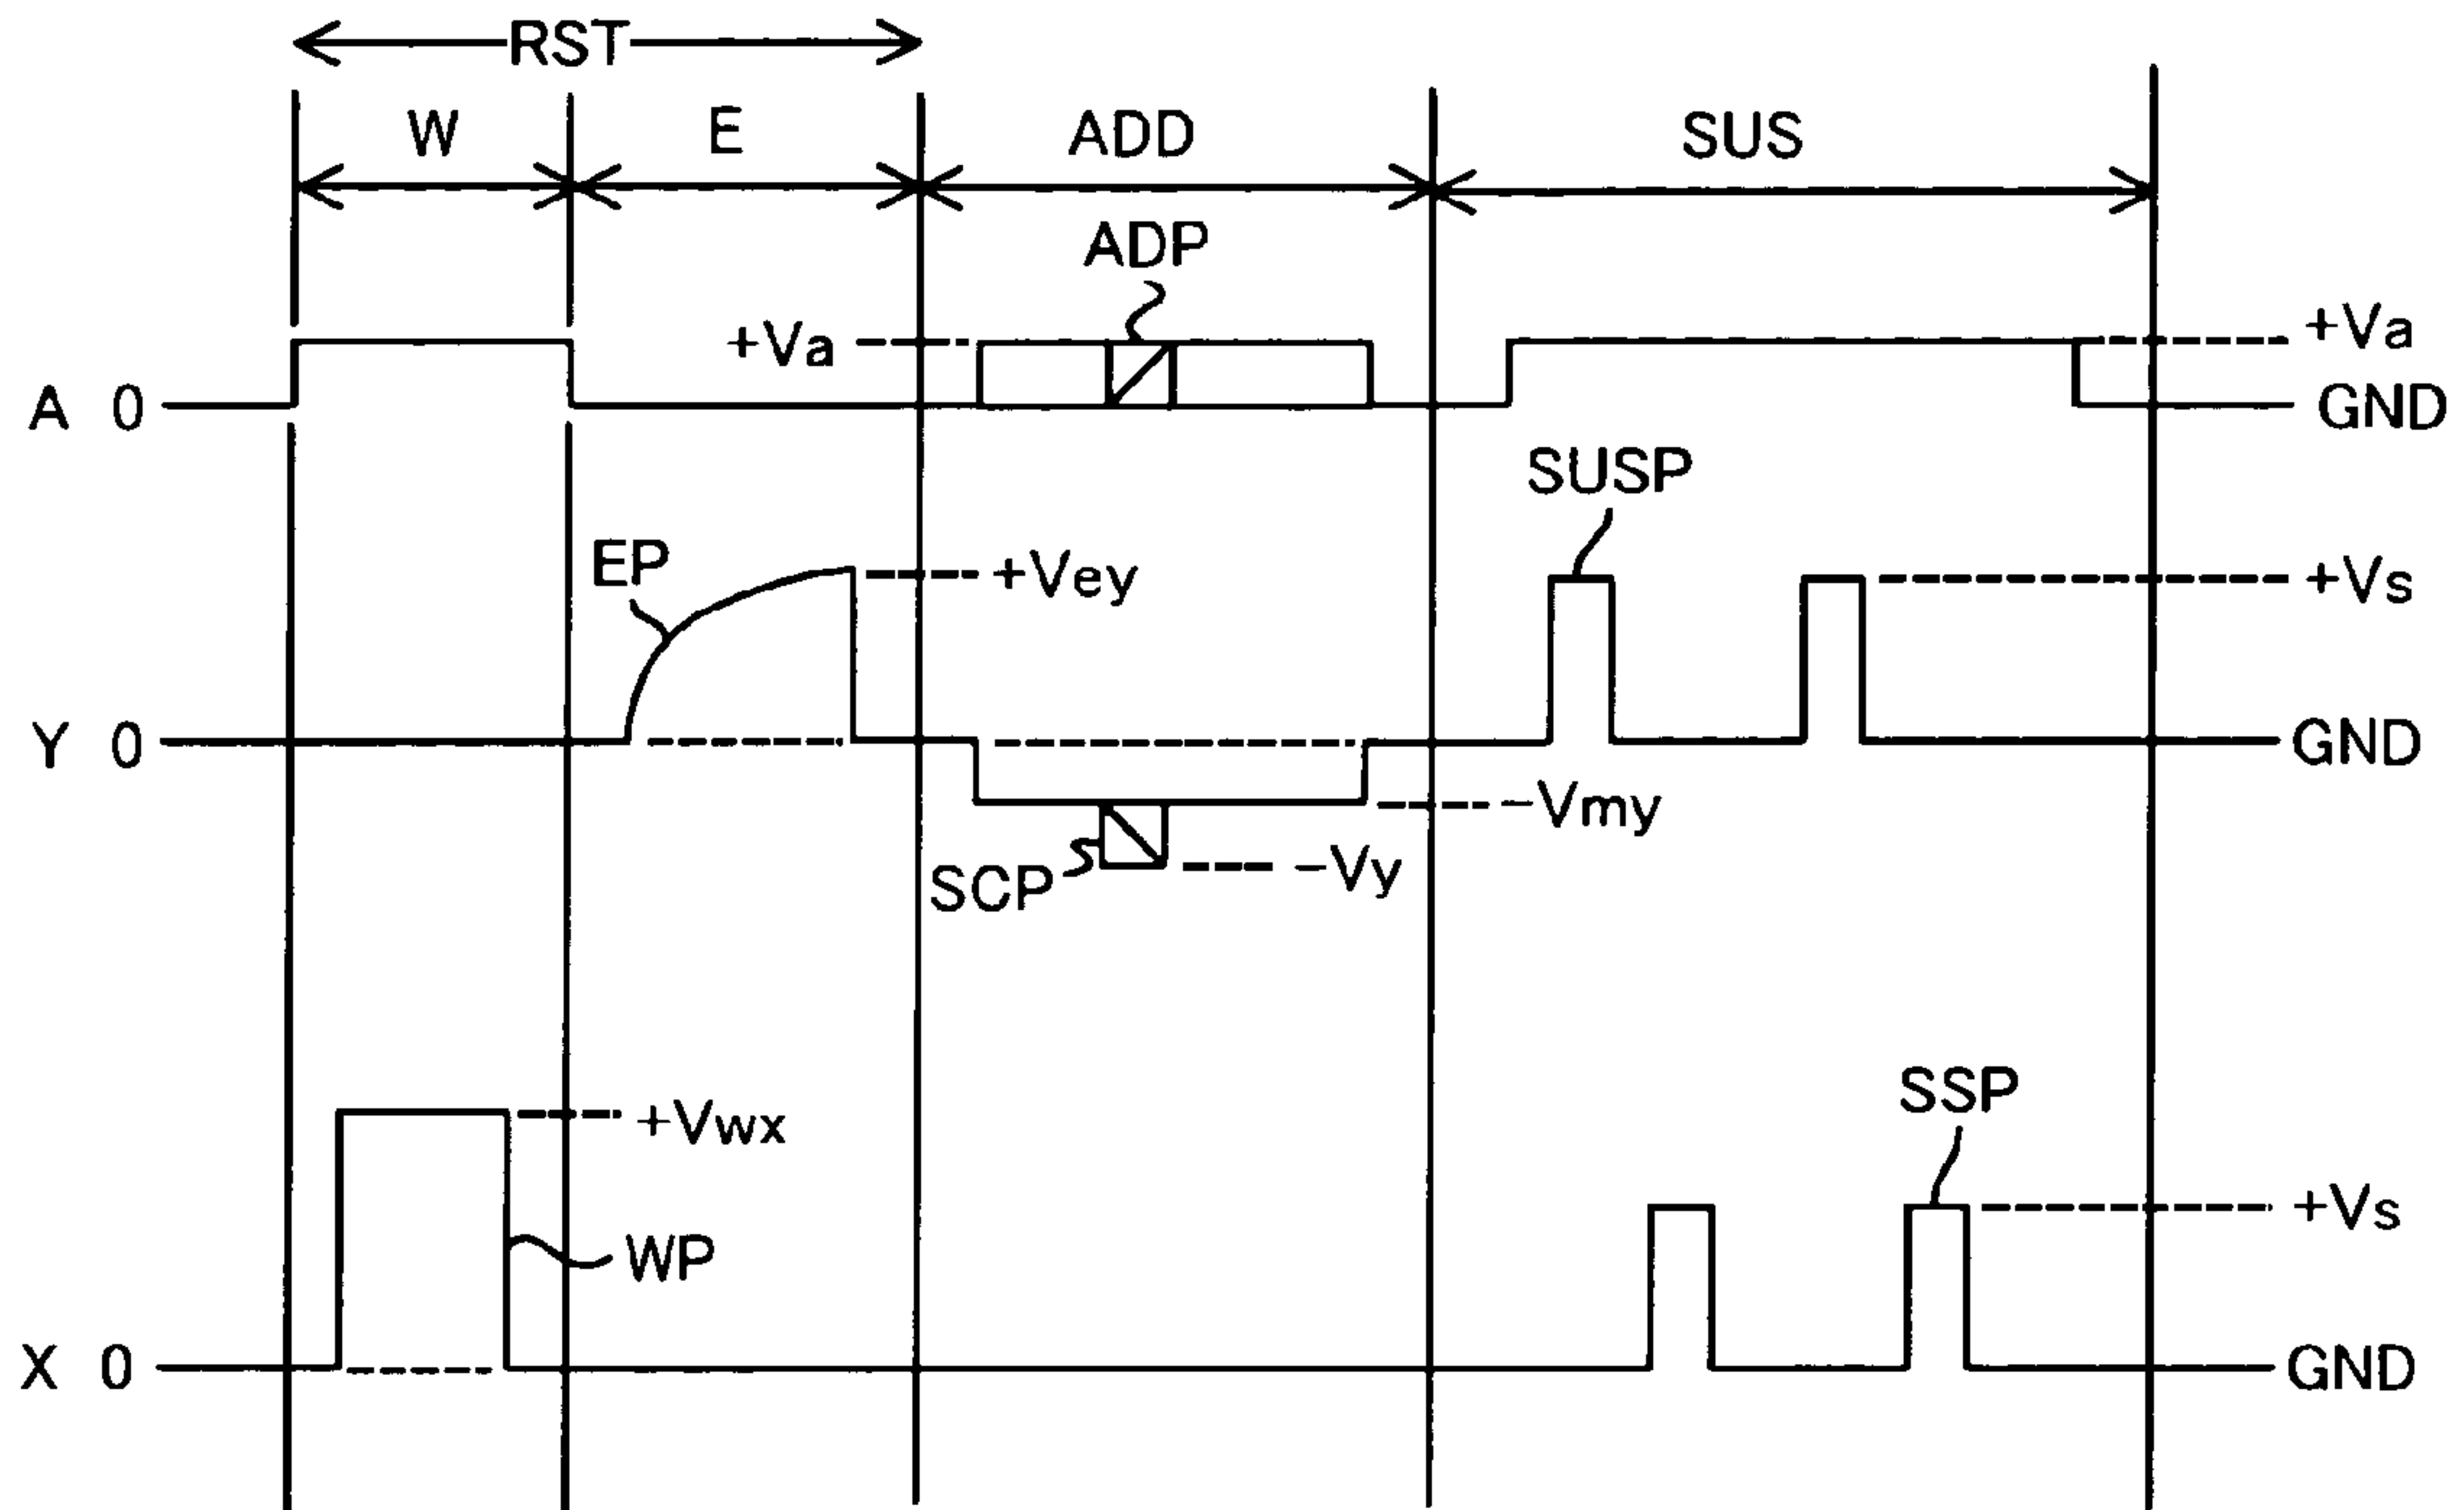 RST
W E ADD SUS
ADP
+Va +Va
A 0 GND
SUSP
EP +Vey +Vs
Y 0 GND
-Vmy
SCP -Vy
SSP
+Vwx
+Vs
WP
X 0 GND